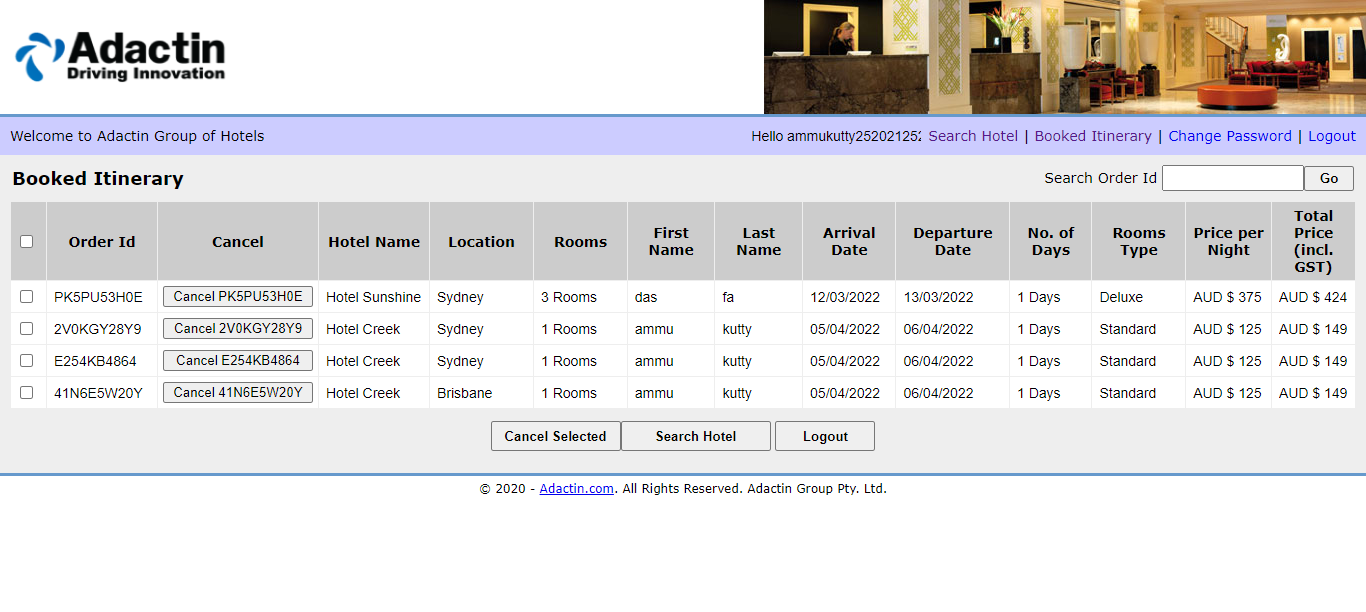 Adactin
Driving Innovation
Welcome to Adactin Group of Hotels
Hello ammukutty252021252 Search Hotel | Booked Itinerary | Change Password | Logout
Booked Itinerary
Search Order Id Go
Order Id Cancel Hotel Name Location Rooms First Name Last Name Arrival Date Departure Date No. of Days Rooms Type Price per Night Total Price (incl. GST)
PK5PU53H0E Cancel PK5PU53H0E Hotel Sunshine Sydney 3 Rooms das fa 12/03/2022 13/03/2022 1 Days Deluxe AUD $ 375 AUD $ 424
2V0KGY28Y9 Cancel 2V0KGY28Y9 Hotel Creek Sydney 1 Rooms ammu kutty 05/04/2022 06/04/2022 1 Days Standard AUD $ 125 AUD $ 149
E254KB4864 Cancel E254KB4864 Hotel Creek Sydney 1 Rooms ammu kutty 05/04/2022 06/04/2022 1 Days Standard AUD $ 125 AUD $ 149
41N6E5W20Y Cancel 41N6E5W20Y Hotel Creek Brisbane 1 Rooms ammu kutty 05/04/2022 06/04/2022 1 Days Standard AUD $ 125 AUD $ 149
Cancel Selected Search Hotel Logout
© 2020 - Adactin.com. All Rights Reserved. Adactin Group Pty. Ltd.